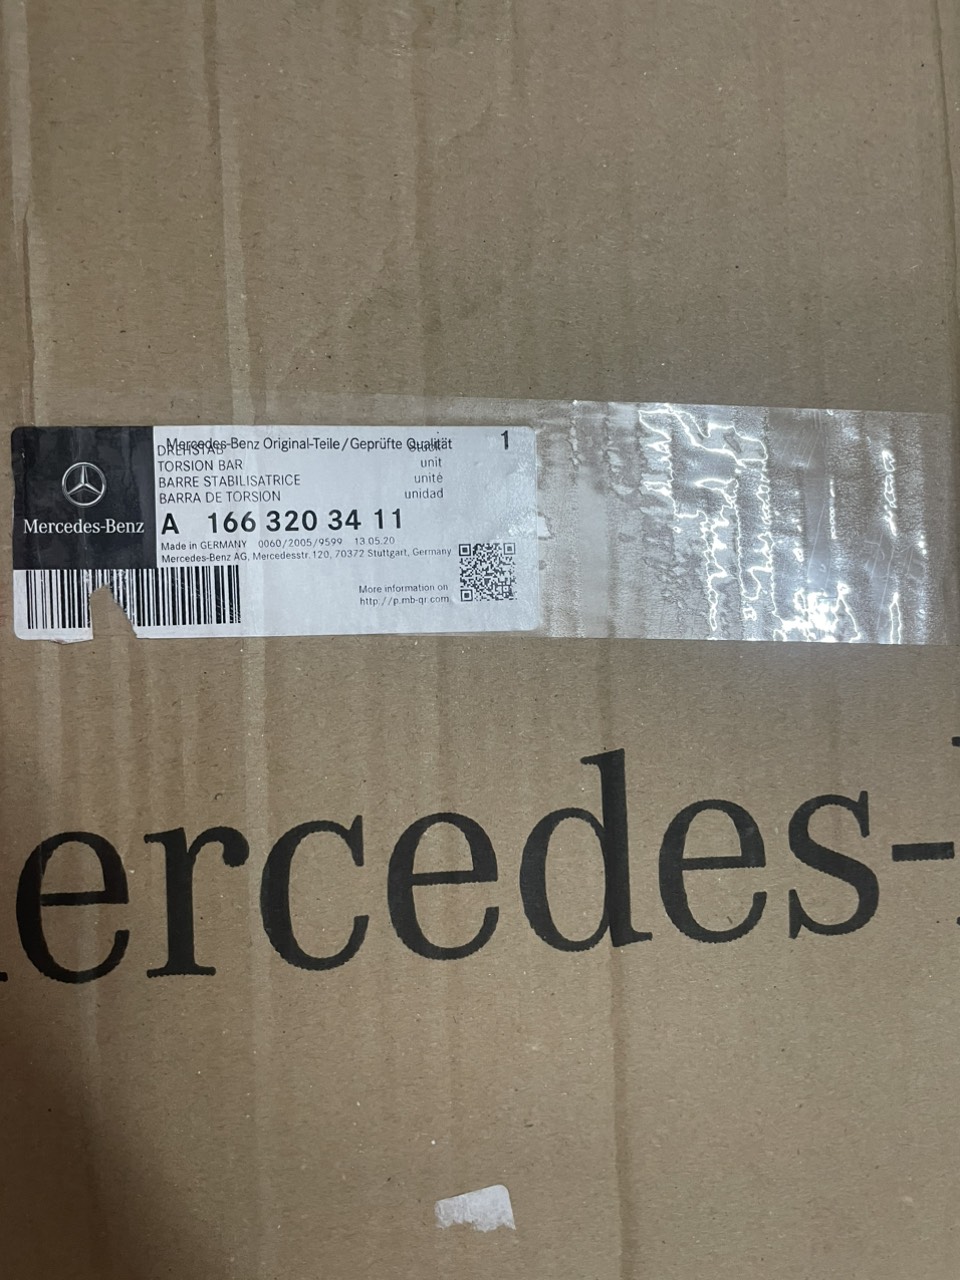 Mercedes-Benz Original-Teile/Geprüfte Qualität 1
DREHSTAB Stück
TORSION BAR unit
BARRE STABILISATRICE unité
BARRA DE TORSION unidad
Mercedes-Benz
A 166 320 34 11
Made in GERMANY 0060/2005/9599 13.05.20
Mercedes-Benz AG, Mercedesstr. 120, 70372 Stuttgart, Germany
More information on
http://p.mb-qr.com
ercedes-